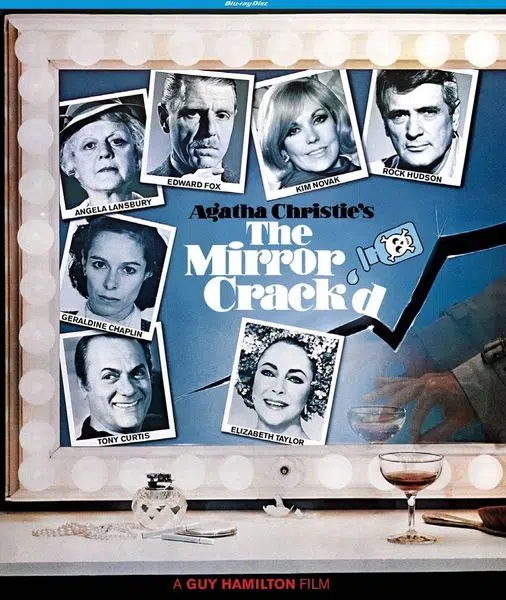 Blu-ray Disc
ANGELA LANSBURY
EDWARD FOX
KIM NOVAK
ROCK HUDSON
Agatha Christie's
The
Mirror
Crack'd
GERALDINE CHAPLIN
TONY CURTIS
ELIZABETH TAYLOR
A GUY HAMILTON FILM